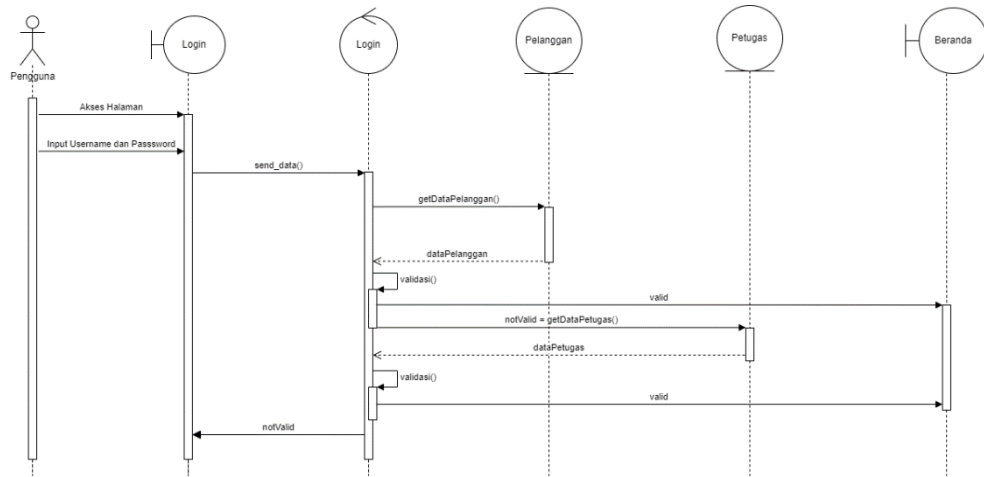 Login
Login
Pelanggan
Petugas
Beranda
Pengguna
Akses Halaman
Input Username dan Passsword
send_data()
getDataPelanggan()
dataPelanggan
validasi()
valid
notValid = getDataPetugas()
dataPetugas
validasi()
valid
notValid